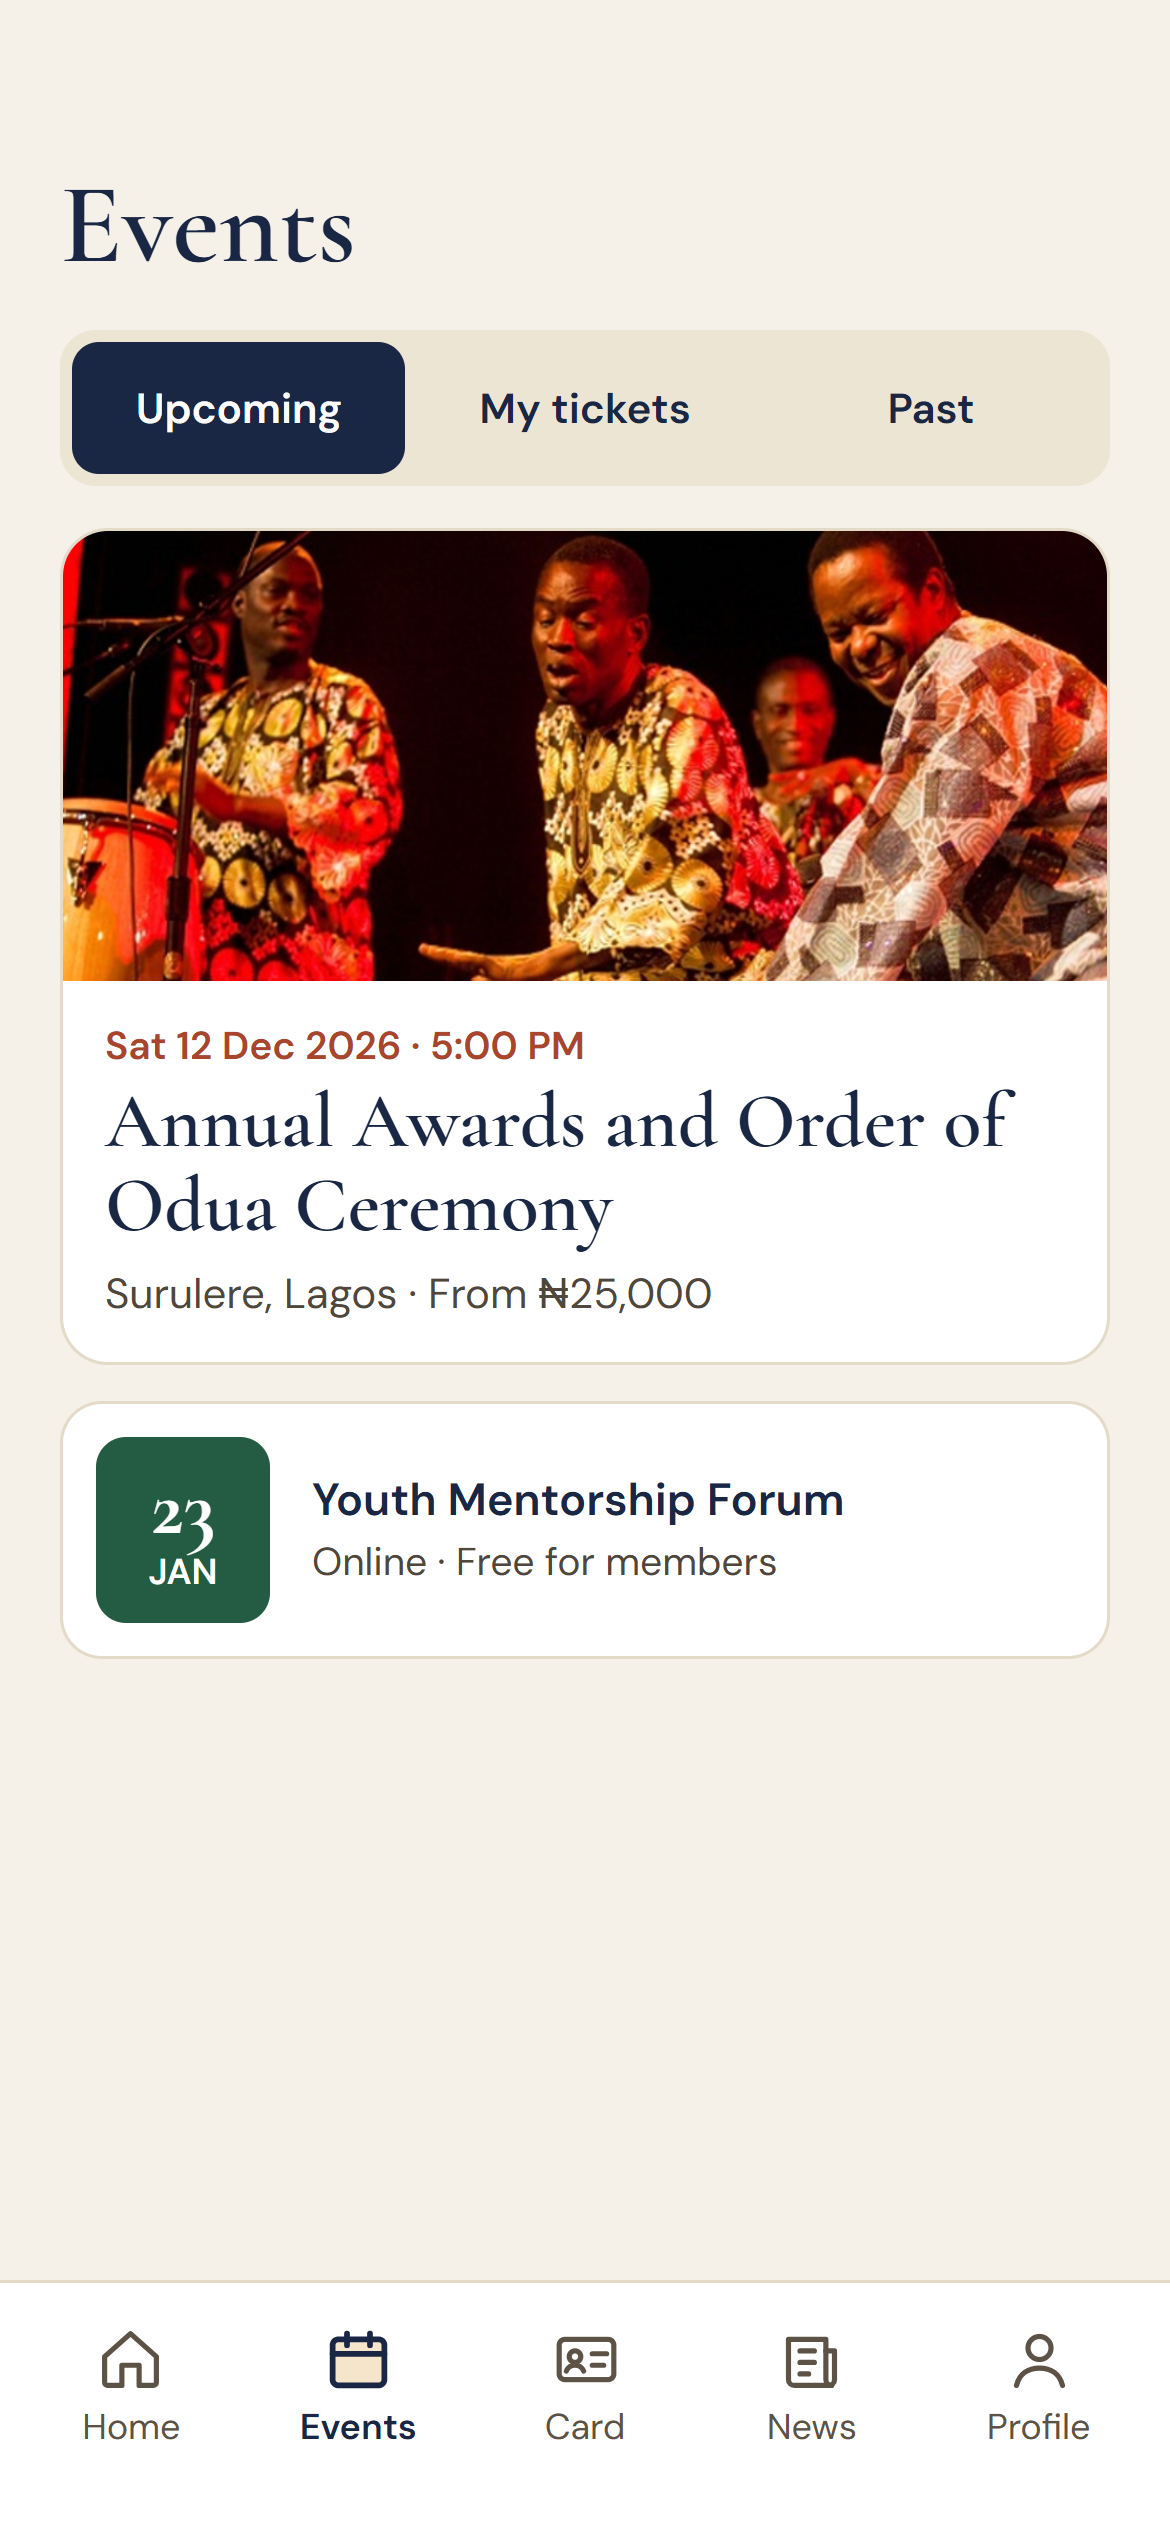 Events
Upcoming
My tickets
Past
Sat 12 Dec 2026 · 5:00 PM
Annual Awards and Order of
Odua Ceremony
Surulere, Lagos · From ₦25,000
23
JAN
Youth Mentorship Forum
Online · Free for members
Home
Events
Card
News
Profile